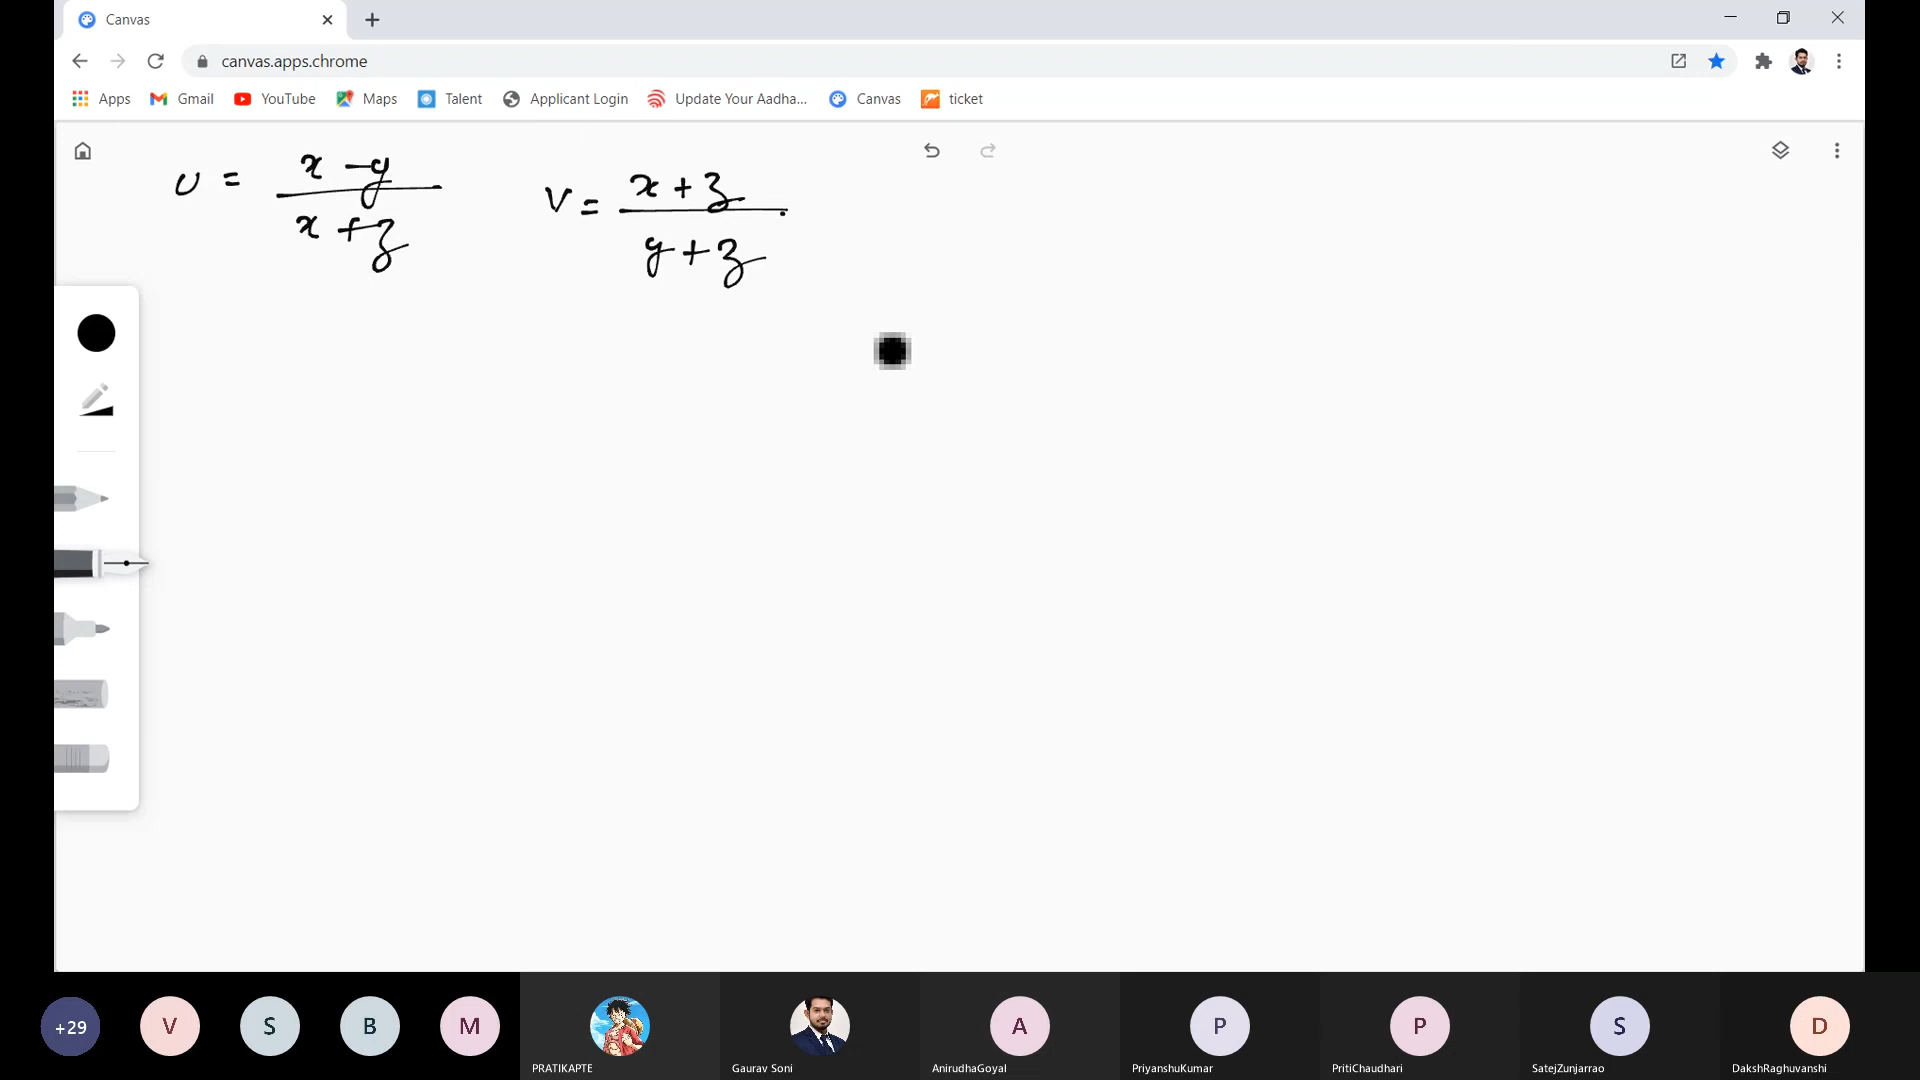 Canvas
canvas.apps.chrome
Apps Gmail YouTube Maps Talent Applicant Login Update Your Aadha... Canvas ticket
u = x - y / x + z
v = x + z / y + z
+29 V S B M A P P S D
PRATIKAPTE Gaurav Soni AnirudhaGoyal PriyanshuKumar PritiChaudhari SatejZunjarrao DakshRaghuvanshi